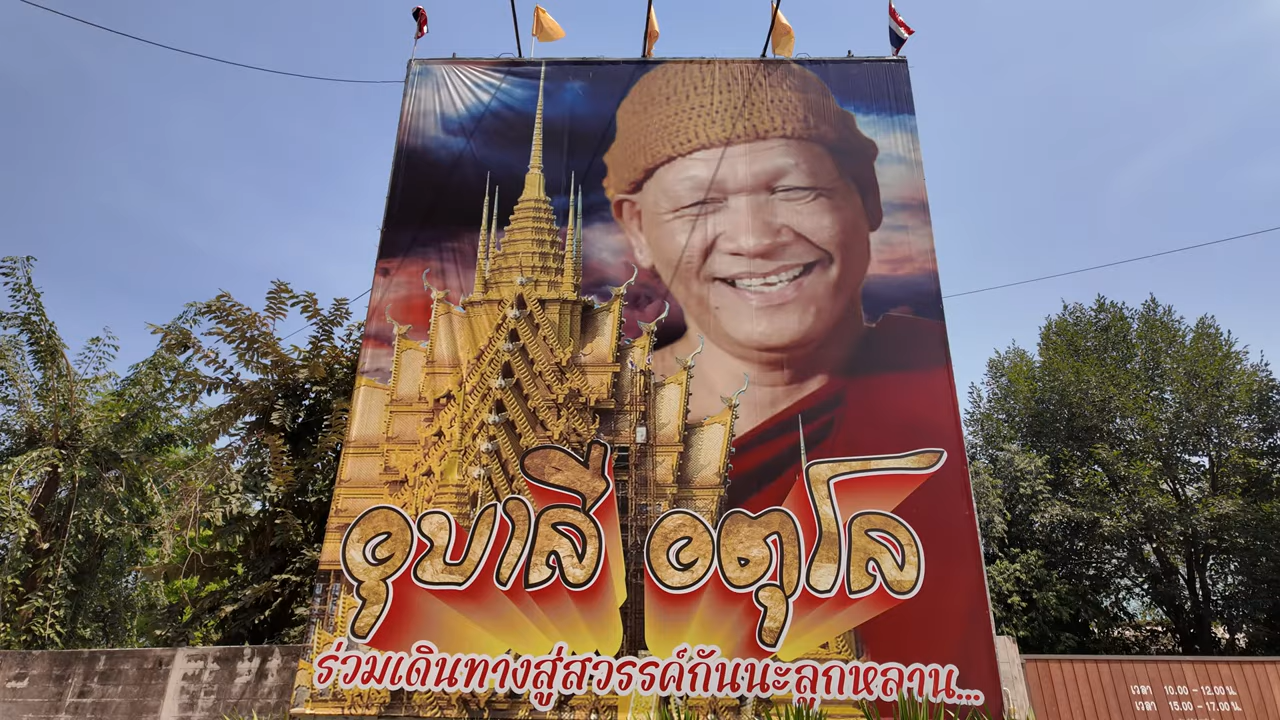 อุบาลี อตุโล
ร่วมเดินทางสู่สวรรค์กันนะลูกหลาน...
เวลา 10.00 - 12.00 น.
เวลา 15.00 - 17.00 น.